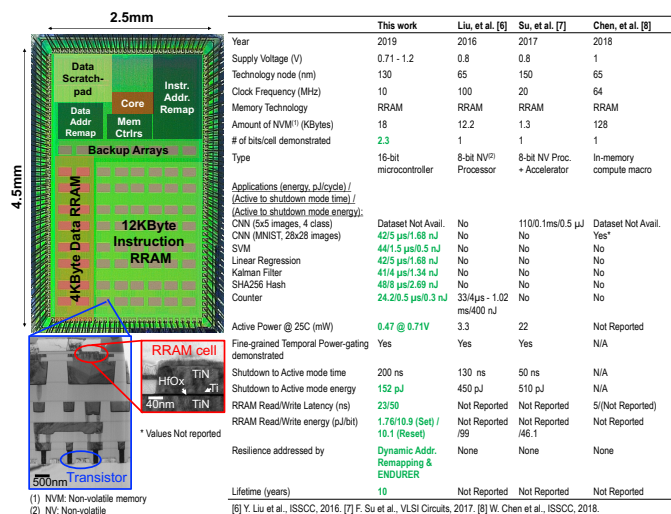 2.5mm
4.5mm
Data
Scratch-
pad
Instr.
Addr.
Remap
Core
Data
Addr
Remap
Mem
Ctrlrs
Backup Arrays
4KByte Data RRAM
12KByte
Instruction
RRAM
RRAM cell
HfOx
TiN
Ti
TiN
40nm
Transistor
500nm
* Values Not reported
(1) NVM: Non-volatile memory
(2) NV: Non-volatile
This work Liu, et al. [6] Su, et al. [7] Chen, et al. [8]
Year 2019 2016 2017 2018
Supply Voltage (V) 0.71 - 1.2 0.8 0.8 1
Technology node (nm) 130 65 150 65
Clock Frequency (MHz) 10 100 20 64
Memory Technology RRAM RRAM RRAM RRAM
Amount of NVM(1) (KBytes) 18 12.2 1.3 128
# of bits/cell demonstrated 2.3 1 1 1
Type 16-bit 8-bit NV(2) 8-bit NV Proc. In-memory
microcontroller Processor + Accelerator compute macro
Applications (energy, pJ/cycle) /
(Active to shutdown mode time) /
(Active to shutdown mode energy):
CNN (5x5 images, 4 class) Dataset Not Avail. No 110/0.1ms/0.5 µJ Dataset Not Avail.
CNN (MNIST, 28x28 images) 42/5 µs/1.68 nJ No No Yes*
SVM 44/1.5 µs/0.5 nJ No No No
Linear Regression 42/5 µs/1.68 nJ No No No
Kalman Filter 41/4 µs/1.34 nJ No No No
SHA256 Hash 48/8 µs/2.69 nJ No No No
Counter 24.2/0.5 µs/0.3 nJ 33/4µs - 1.02 No No
ms/400 nJ
Active Power @ 25C (mW) 0.47 @ 0.71V 3.3 22 Not Reported
Fine-grained Temporal Power-gating Yes Yes Yes N/A
demonstrated
Shutdown to Active mode time 200 ns 130 ns 50 ns N/A
Shutdown to Active mode energy 152 pJ 450 pJ 510 pJ N/A
RRAM Read/Write Latency (ns) 23/50 Not Reported Not Reported 5/(Not Reported)
RRAM Read/Write energy (pJ/bit) 1.76/10.9 (Set) / Not Reported Not Reported Not Reported
10.1 (Reset) /99 /46.1
Resilience addressed by Dynamic Addr. None None None
Remapping &
ENDURER
Lifetime (years) 10 Not Reported Not Reported Not Reported
[6] Y. Liu et al., ISSCC, 2016. [7] F. Su et al., VLSI Circuits, 2017. [8] W. Chen et al., ISSCC, 2018.